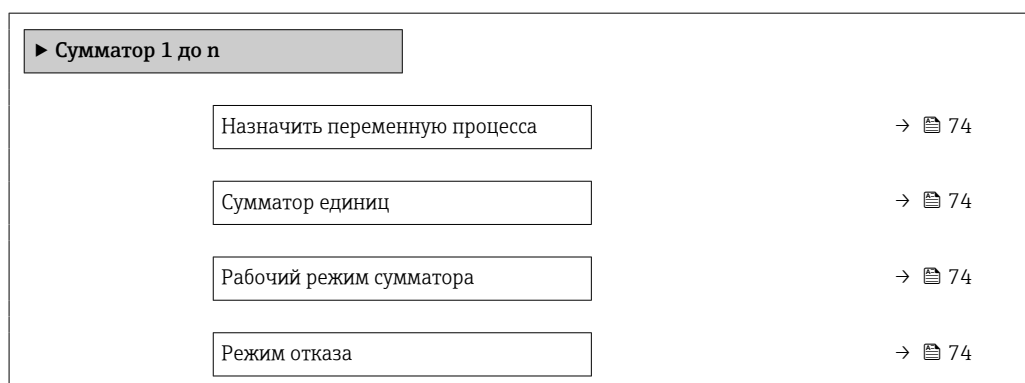 ▶ Сумматор 1 до n
Назначить переменную процесса → 74
Сумматор единиц → 74
Рабочий режим сумматора → 74
Режим отказа → 74